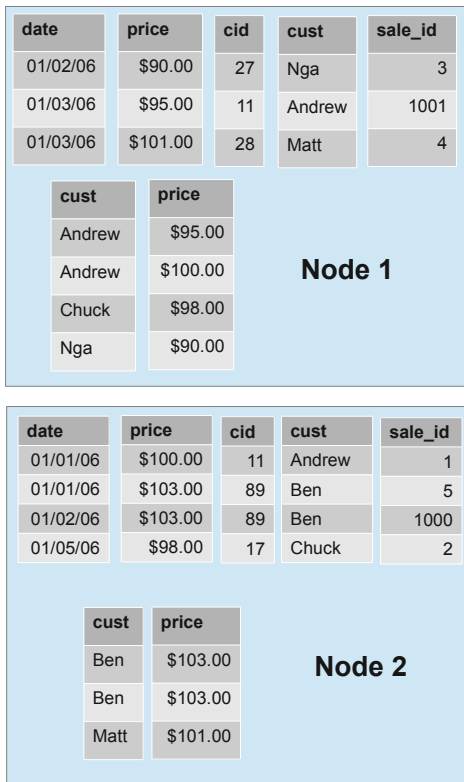 date price cid cust sale_id
01/02/06 $90.00 27 Nga 3
01/03/06 $95.00 11 Andrew 1001
01/03/06 $101.00 28 Matt 4
cust price
Andrew $95.00
Andrew $100.00
Chuck $98.00
Nga $90.00
Node 1
date price cid cust sale_id
01/01/06 $100.00 11 Andrew 1
01/01/06 $103.00 89 Ben 5
01/02/06 $103.00 89 Ben 1000
01/05/06 $98.00 17 Chuck 2
cust price
Ben $103.00
Ben $103.00
Matt $101.00
Node 2